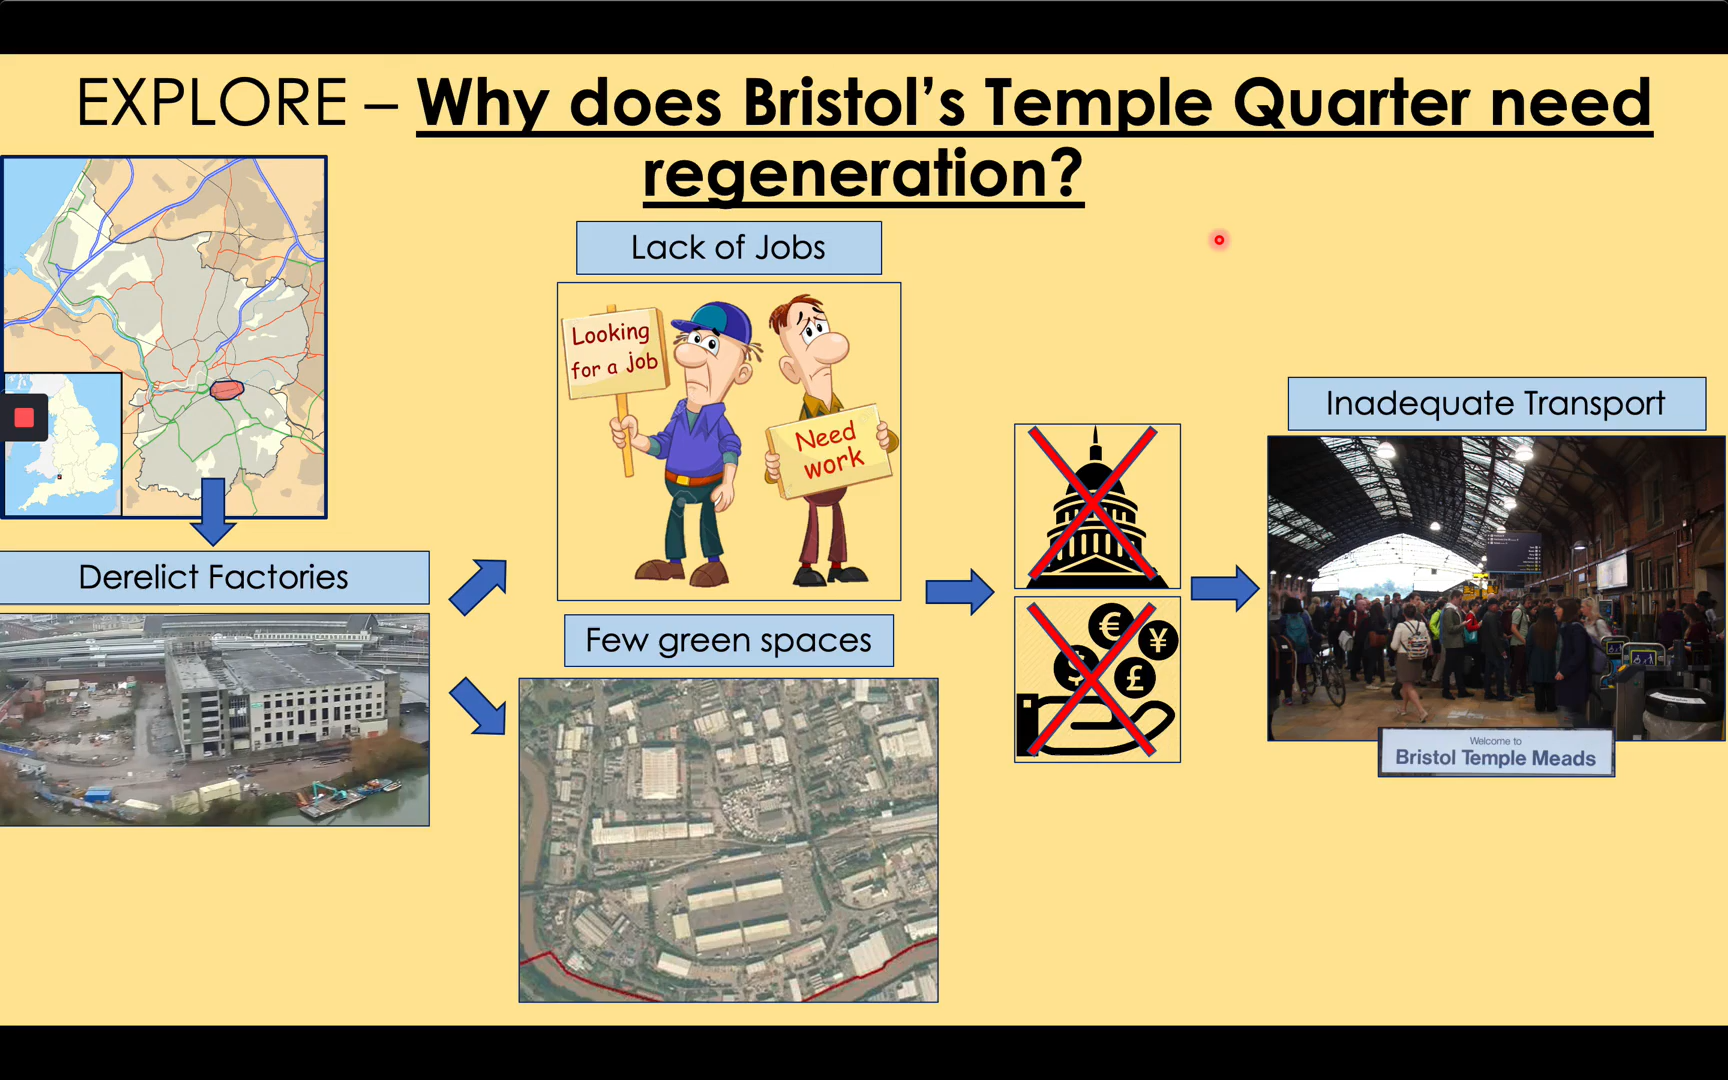 EXPLORE – Why does Bristol’s Temple Quarter need
regeneration?
Lack of Jobs
Looking
for a job
Need
work
Inadequate Transport
Derelict Factories
Few green spaces
€
¥
$
£
Welcome to
Bristol Temple Meads